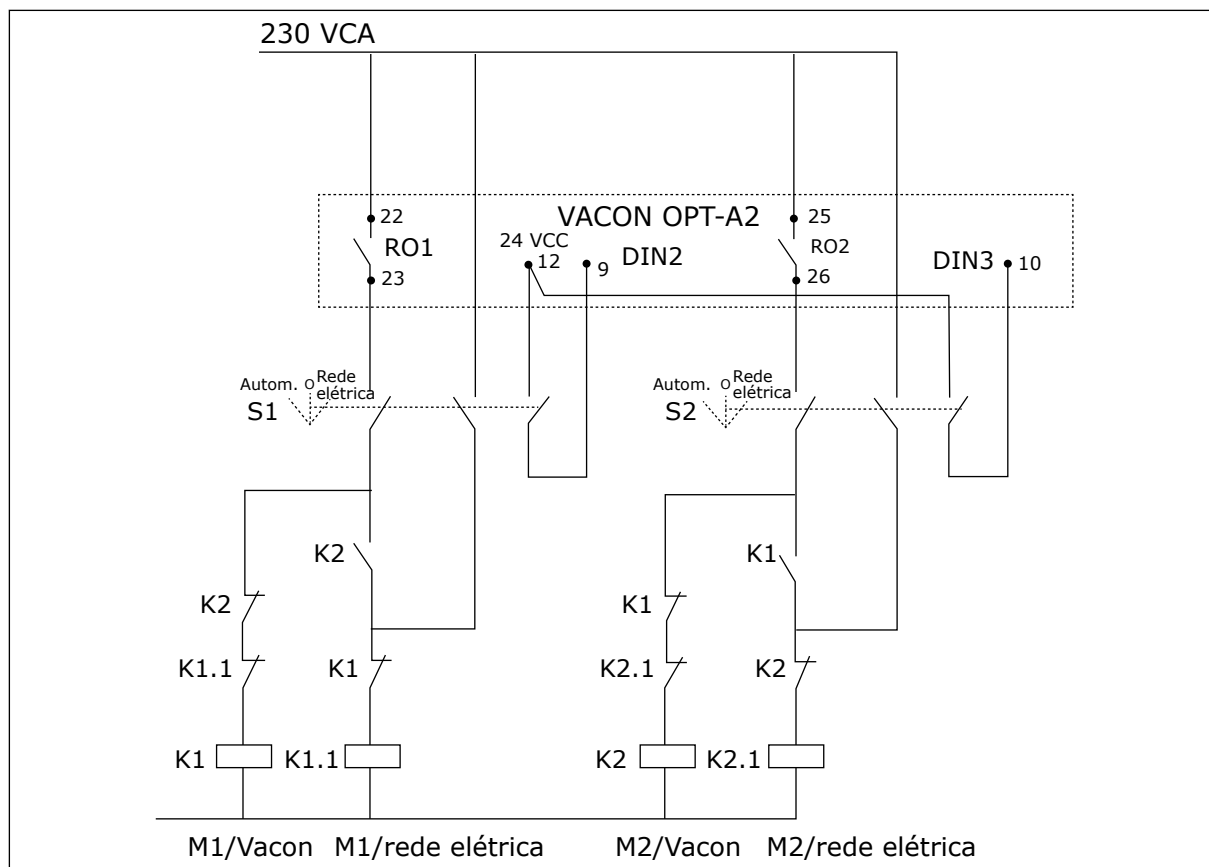 230 VCA
VACON OPT-A2
22
25
RO1
24 VCC
12
9
DIN2
RO2
DIN3
10
23
26
Autom.
O
Rede
elétrica
S1
Autom.
O
Rede
elétrica
S2
K2
K1
K2
K1
K1.1
K1
K2.1
K2
K1
K1.1
K2
K2.1
M1/Vacon
M1/rede elétrica
M2/Vacon
M2/rede elétrica